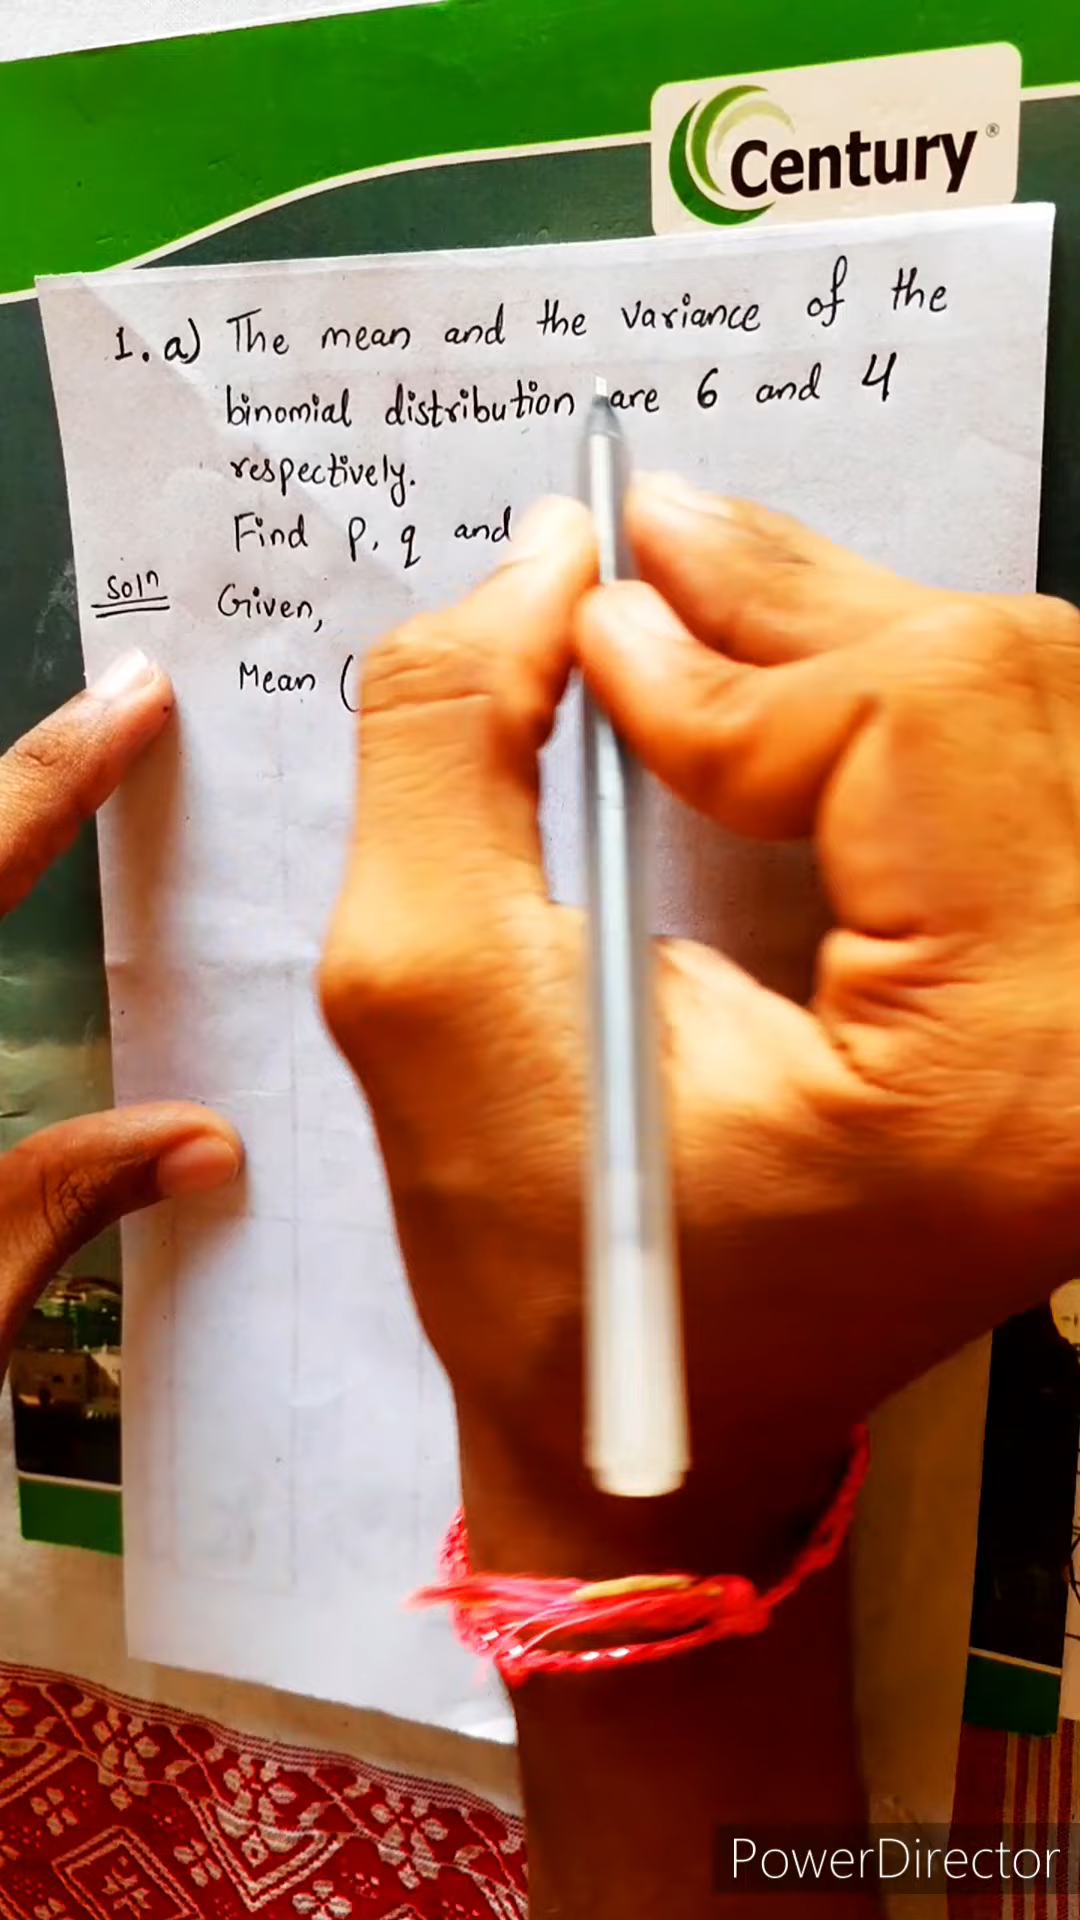 Century®
1. a) The mean and the variance of the
binomial distribution are 6 and 4
respectively.
Find p, q and
Soln Given,
Mean (
PowerDirector